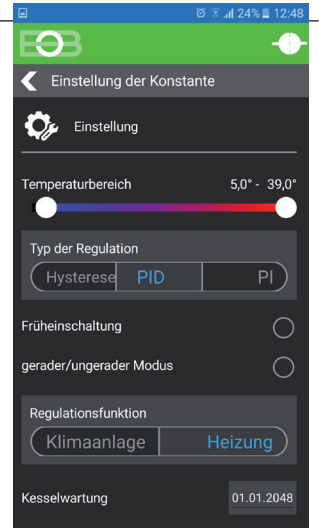 24% 12:48
EOB
Einstellung der Konstante
Einstellung
Temperaturbereich 5,0° - 39,0°
Typ der Regulation
Hysterese PID PI
Früheinschaltung
gerader/ungerader Modus
Regulationsfunktion
Klimaanlage Heizung
Kesselwartung 01.01.2048